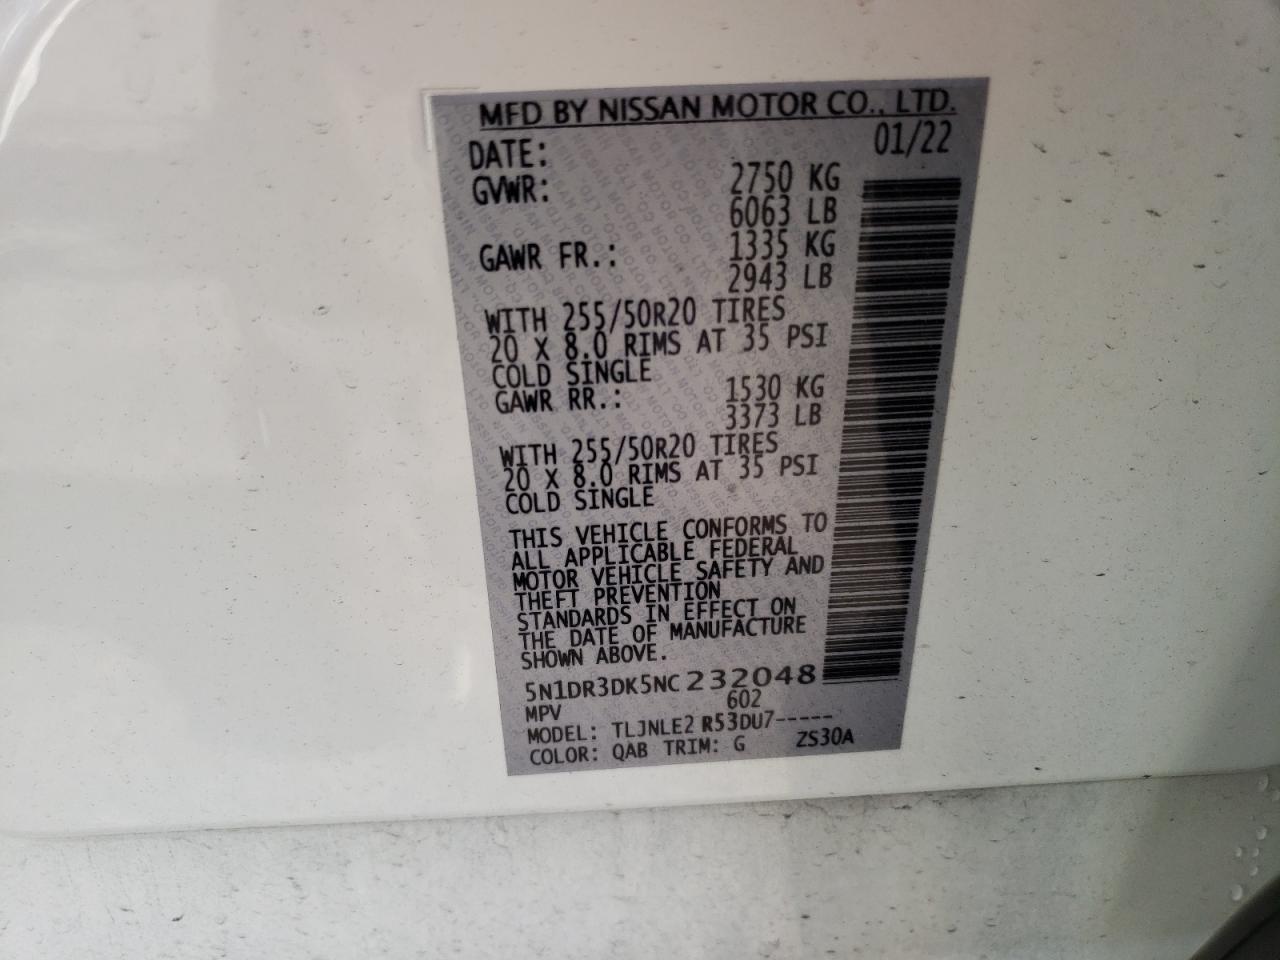 MFD BY NISSAN MOTOR CO., LTD.
DATE: 01/22
GVWR: 2750 KG
6063 LB
GAWR FR.: 1335 KG
2943 LB
WITH 255/50R20 TIRES
20 X 8.0 RIMS AT 35 PSI
COLD SINGLE
GAWR RR.: 1530 KG
3373 LB
WITH 255/50R20 TIRES
20 X 8.0 RIMS AT 35 PSI
COLD SINGLE
THIS VEHICLE CONFORMS TO
ALL APPLICABLE FEDERAL
MOTOR VEHICLE SAFETY AND
THEFT PREVENTION
STANDARDS IN EFFECT ON
THE DATE OF MANUFACTURE
SHOWN ABOVE.
5N1DR3DK5NC232048
MPV 602
MODEL: TLJNLE2 R53DU7-----
COLOR: QAB TRIM: G ZS30A